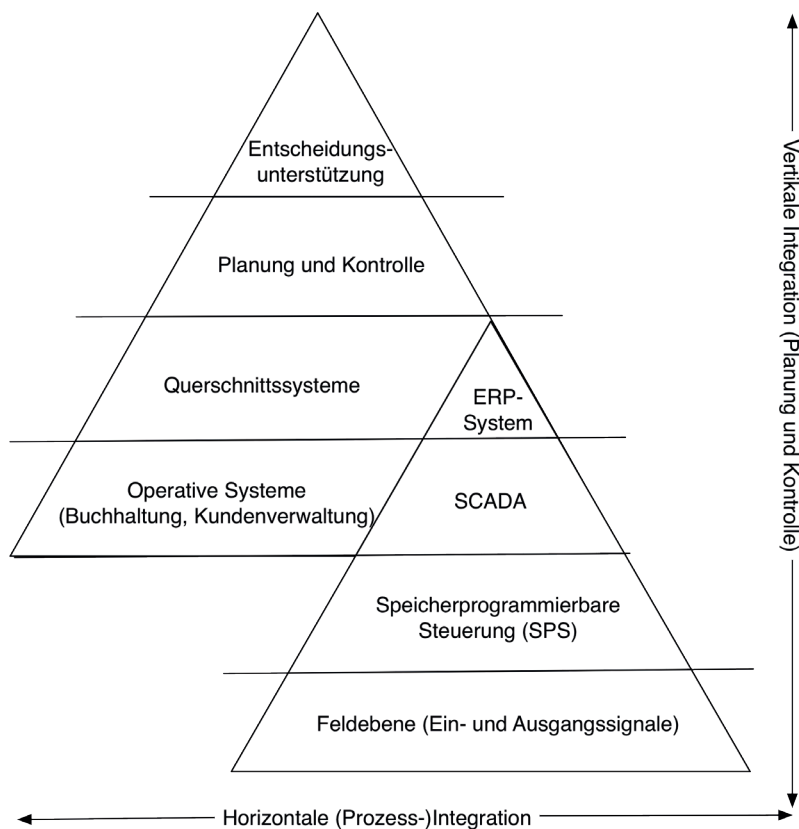 Entscheidungs-
unterstützung
Planung und Kontrolle
Querschnittssysteme
ERP-
System
Operative Systeme
(Buchhaltung, Kundenverwaltung)
SCADA
Speicherprogrammierbare
Steuerung (SPS)
Feldebene (Ein- und Ausgangssignale)
Horizontale (Prozess-)Integration
Vertikale Integration (Planung und Kontrolle)